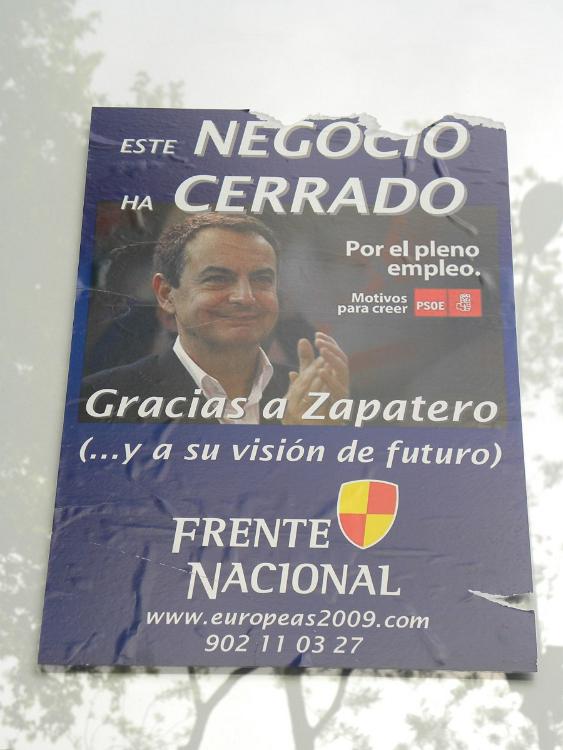 ESTE NEGOCIO
HA CERRADO
Por el pleno
empleo.
Motivos
para creer PSOE
Gracias a Zapatero
(...y a su visión de futuro)
FRENTE
NACIONAL
www.europeas2009.com
902 11 03 27